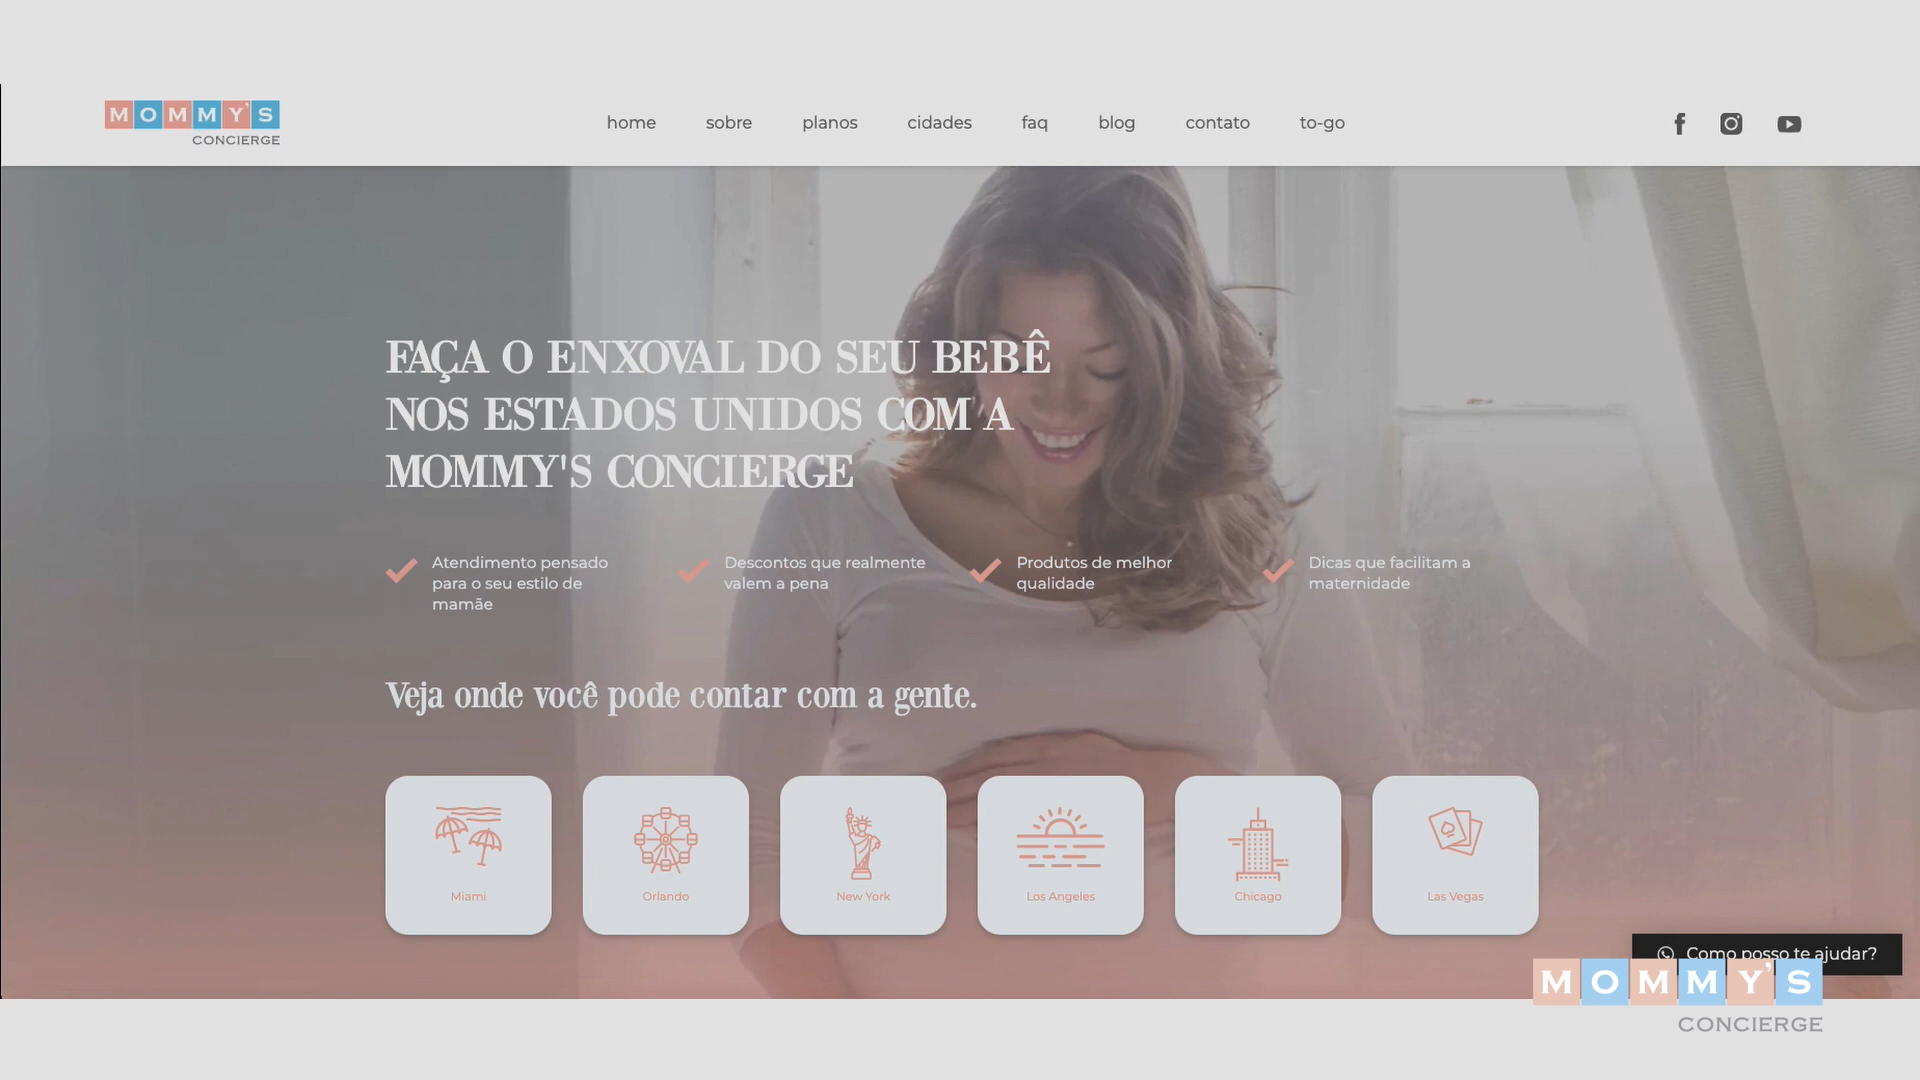 MOMMY'S
CONCIERGE
home sobre planos cidades faq blog contato to-go
FAÇA O ENXOVAL DO SEU BEBÊ
NOS ESTADOS UNIDOS COM A
MOMMY'S CONCIERGE
Atendimento pensado
para o seu estilo de
mamãe
Descontos que realmente
valem a pena
Produtos de melhor
qualidade
Dicas que facilitam a
maternidade
Veja onde você pode contar com a gente.
Miami
Orlando
New York
Los Angeles
Chicago
Las Vegas
Como posso te ajudar?
MOMMY'S
CONCIERGE